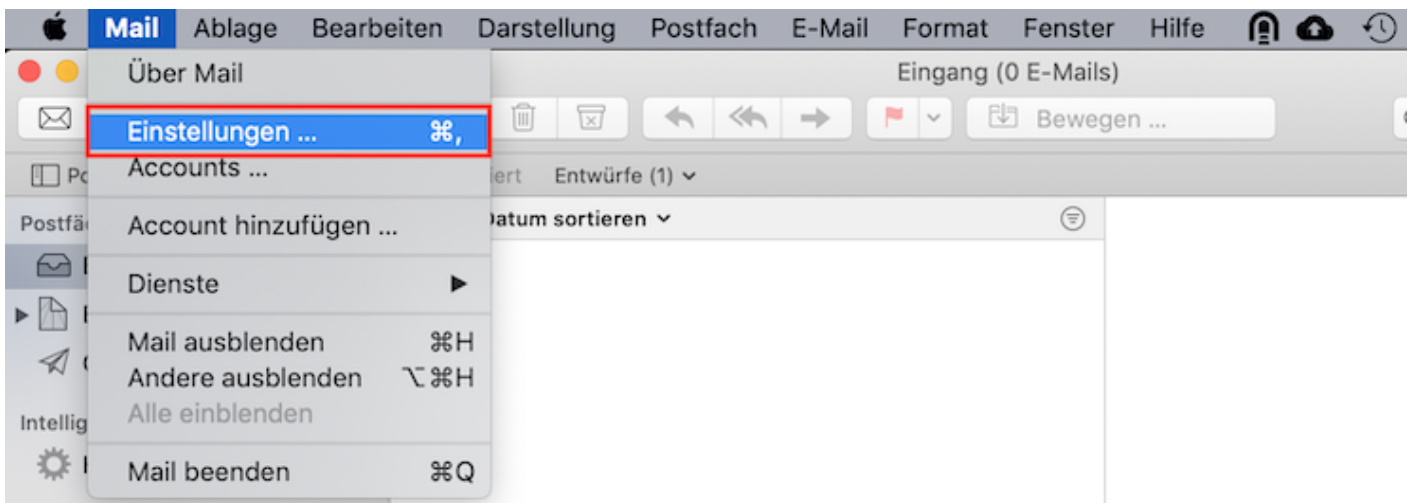 Mail Ablage Bearbeiten Darstellung Postfach E-Mail Format Fenster Hilfe
Eingang (0 E-Mails)
Über Mail
Einstellungen ... ⌘,
Bewegen ...
Accounts ...
Entwürfe (1)
Account hinzufügen ...
Datum sortieren
Dienste
Mail ausblenden ⌘H
Andere ausblenden ⌥⌘H
Alle einblenden
Mail beenden ⌘Q